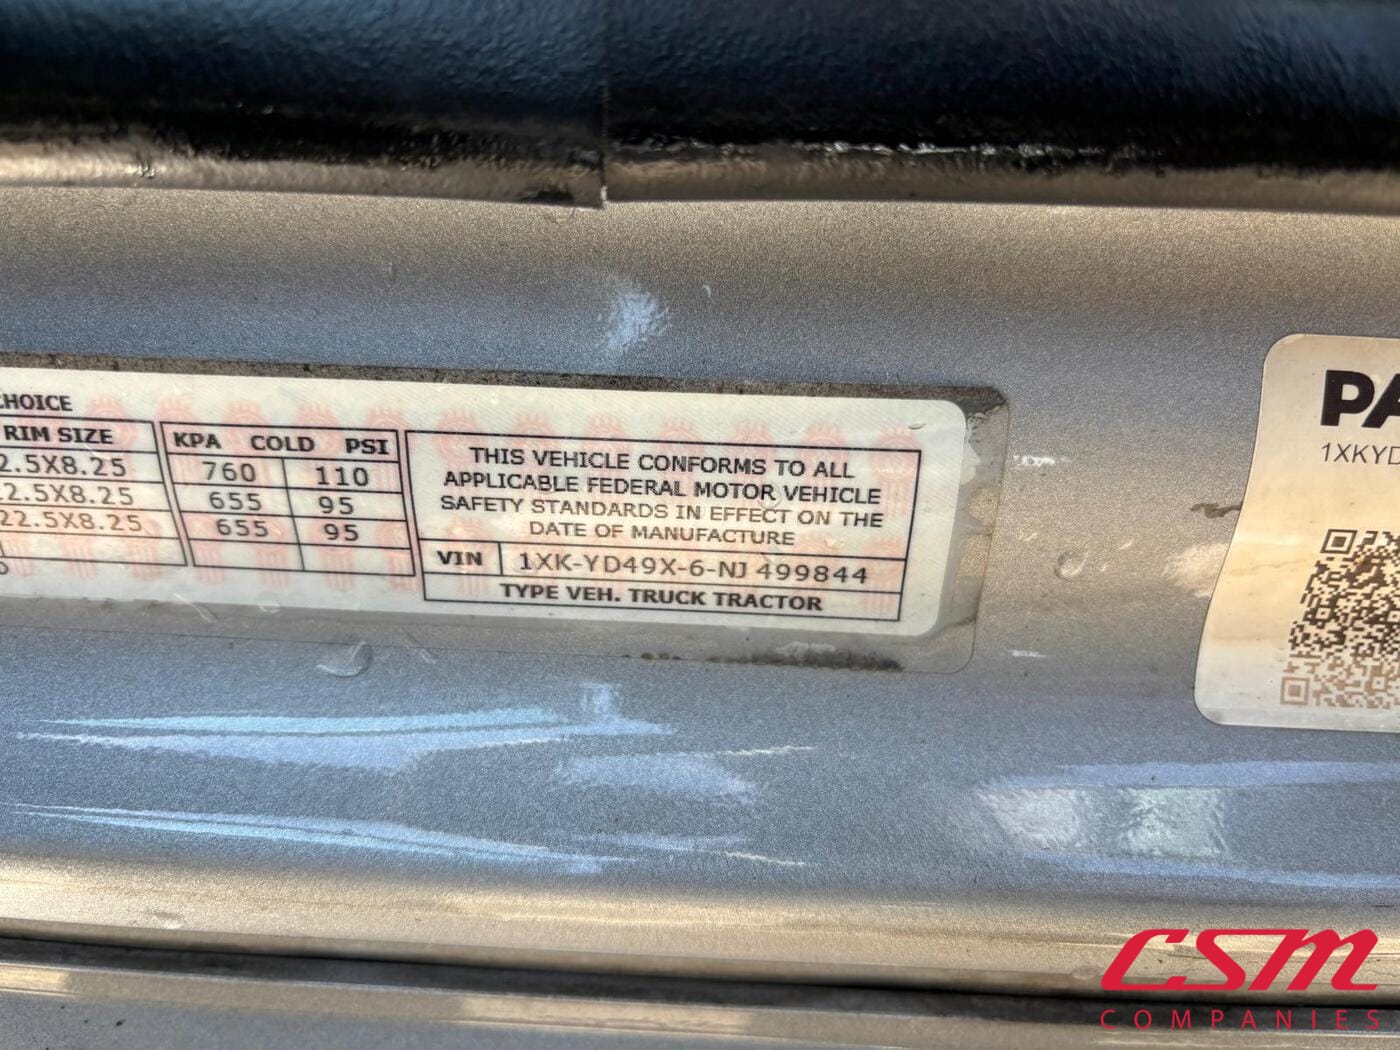 CHOICE
RIM SIZE
KPA COLD PSI
2.5X8.25
760 110
2.5X8.25
655 95
22.5X8.25
655 95
THIS VEHICLE CONFORMS TO ALL
APPLICABLE FEDERAL MOTOR VEHICLE
SAFETY STANDARDS IN EFFECT ON THE
DATE OF MANUFACTURE
VIN 1XK-YD49X-6-NJ 499844
TYPE VEH. TRUCK TRACTOR
PA
1XKYD
CSM
COMPANIES